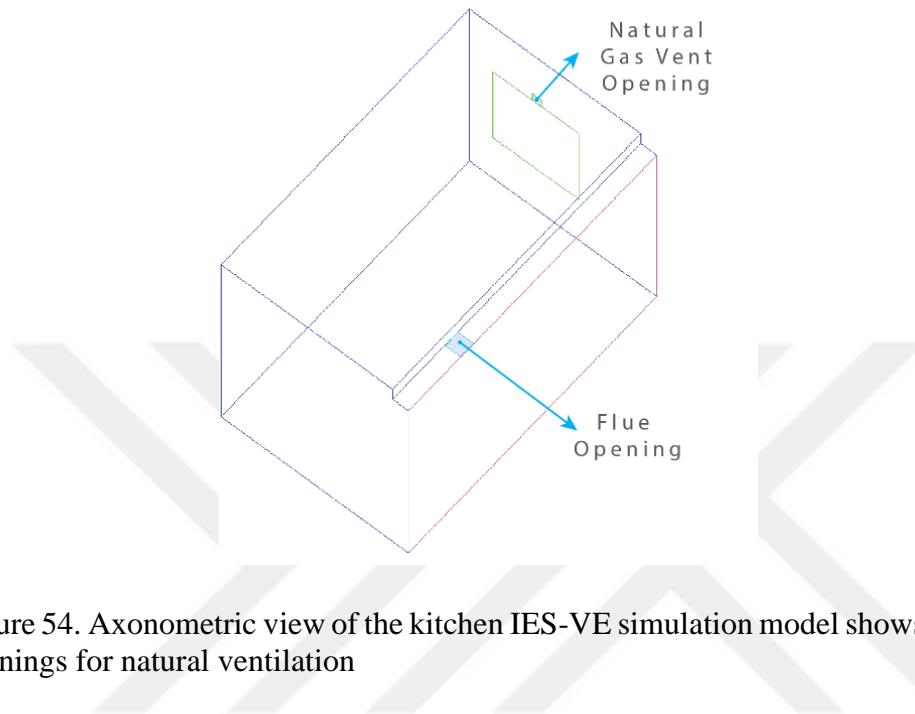 Natural
Gas Vent
Opening
Flue
Opening
ure 54. Axonometric view of the kitchen IES-VE simulation model shows
nings for natural ventilation